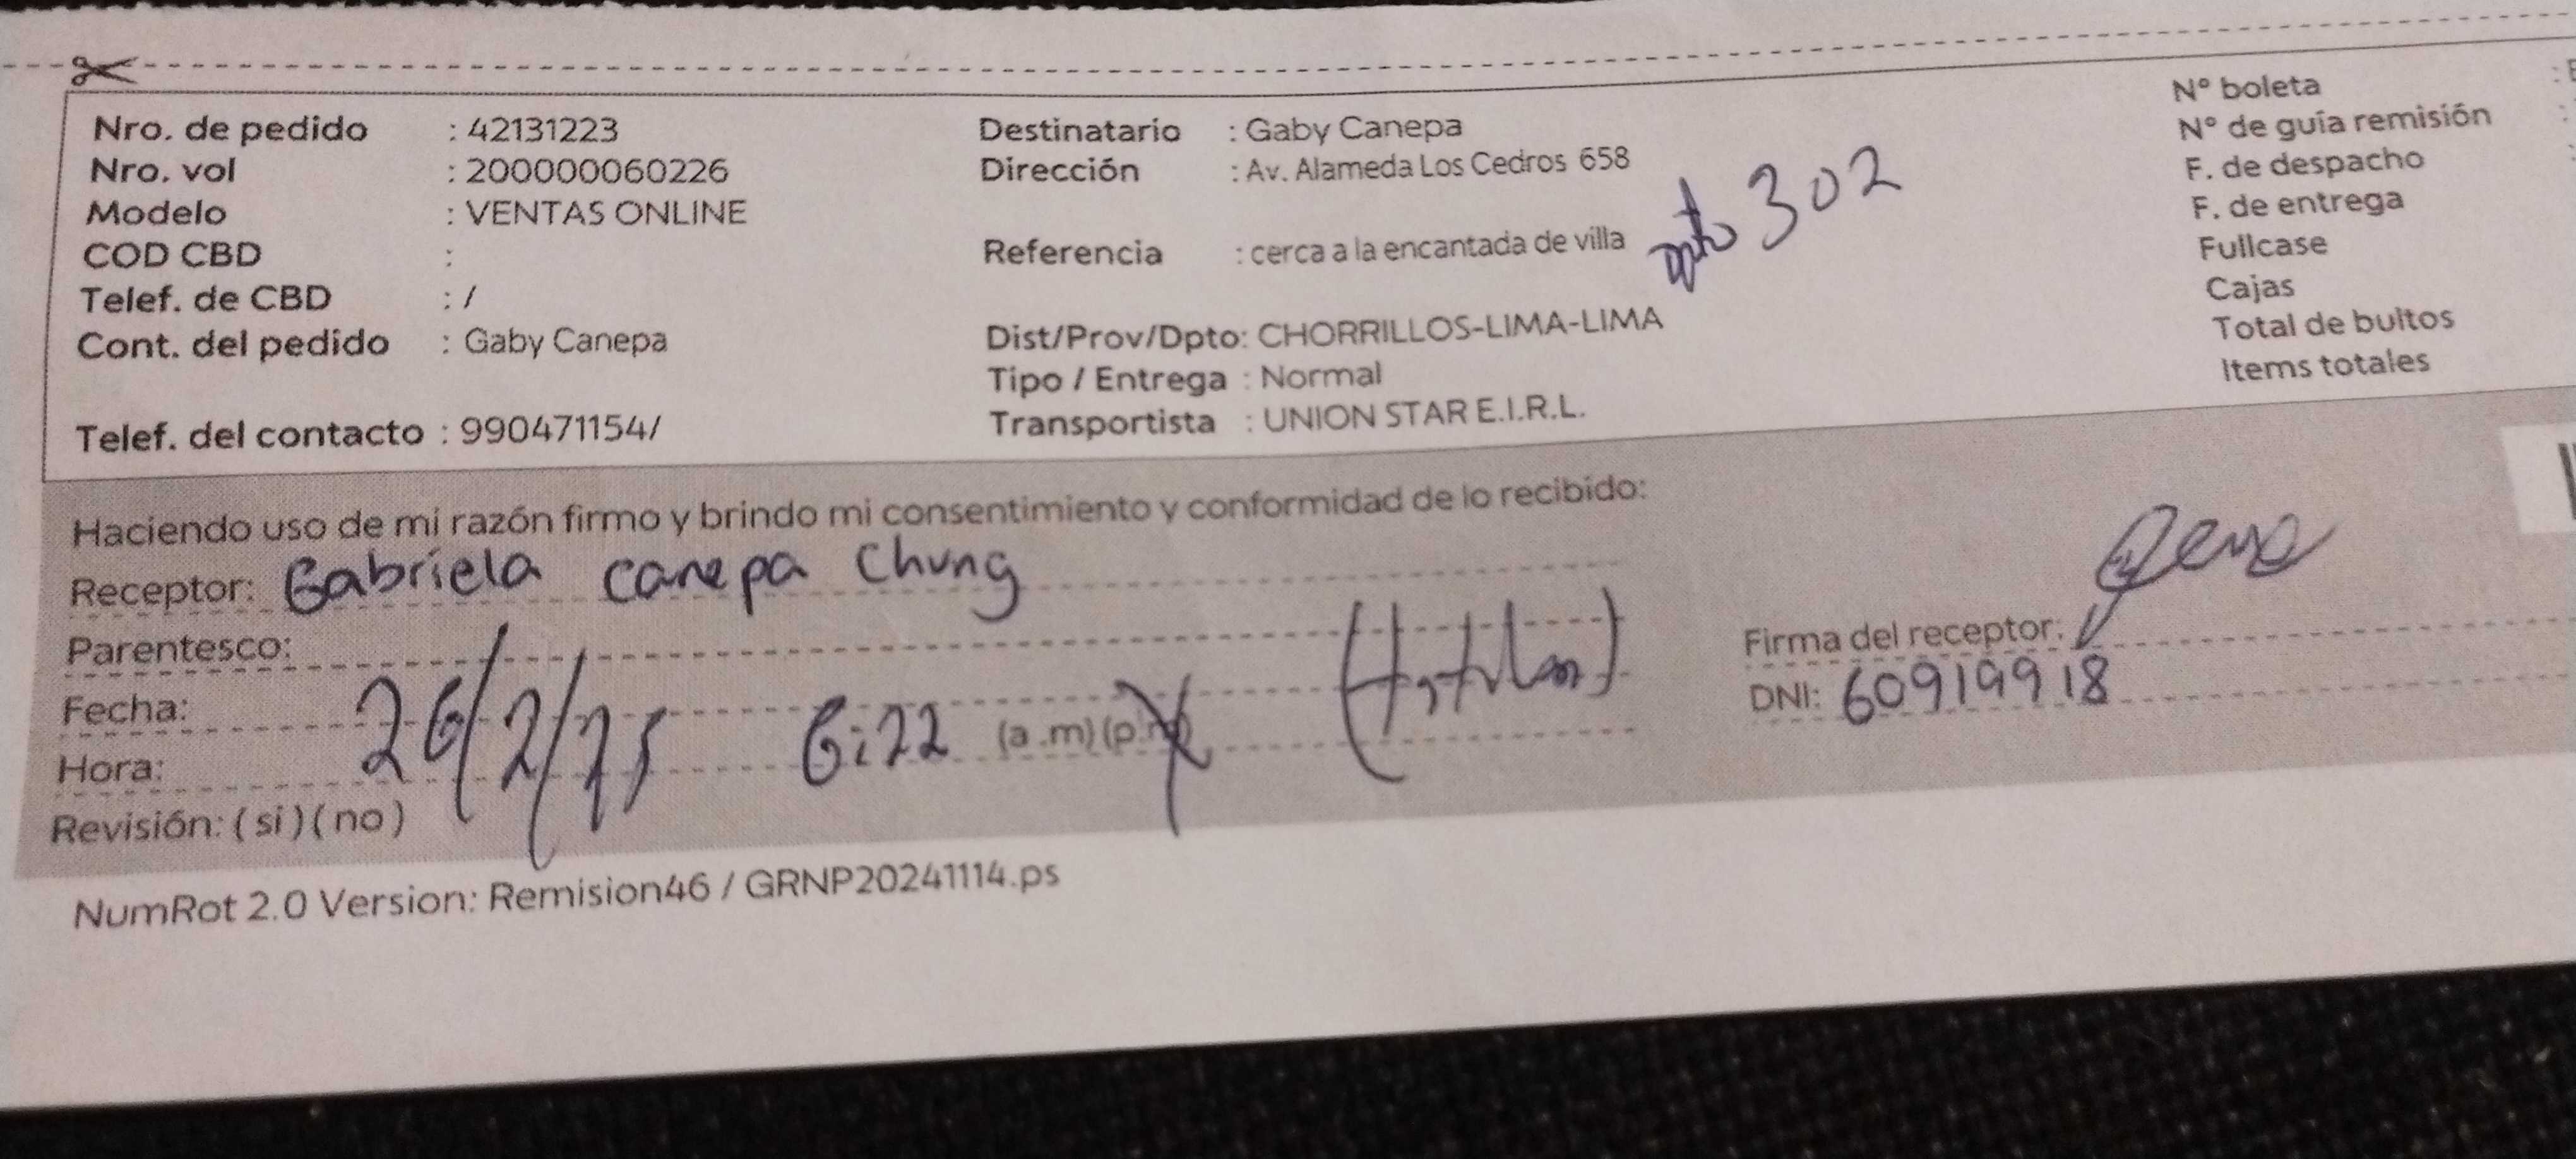 Nro. de pedido : 42131223
Nro. vol : 200000060226
Modelo : VENTAS ONLINE
COD CBD :
Telef. de CBD : /
Cont. del pedido : Gaby Canepa
Telef. del contacto : 990471154/
Destinatario : Gaby Canepa
Dirección : Av. Alameda Los Cedros 658
Dpto 302
Referencia : cerca a la encantada de villa
Dist/Prov/Dpto: CHORRILLOS-LIMA-LIMA
Tipo / Entrega : Normal
Transportista : UNION STAR E.I.R.L.
N° boleta :
N° de guía remisión :
F. de despacho :
F. de entrega
Fullcase
Cajas
Total de bultos
Items totales
Haciendo uso de mi razón firmo y brindo mi consentimiento y conformidad de lo recibido:
Receptor: Gabriela Canepa Chung
Parentesco: (Titular)
Fecha: 26/2/25
Hora: 6:22 (a.m)(p.m)
Revisión: (si)(no)
Firma del receptor:
DNI: 60919918
NumRot 2.0 Version: Remision46 / GRNP20241114.ps